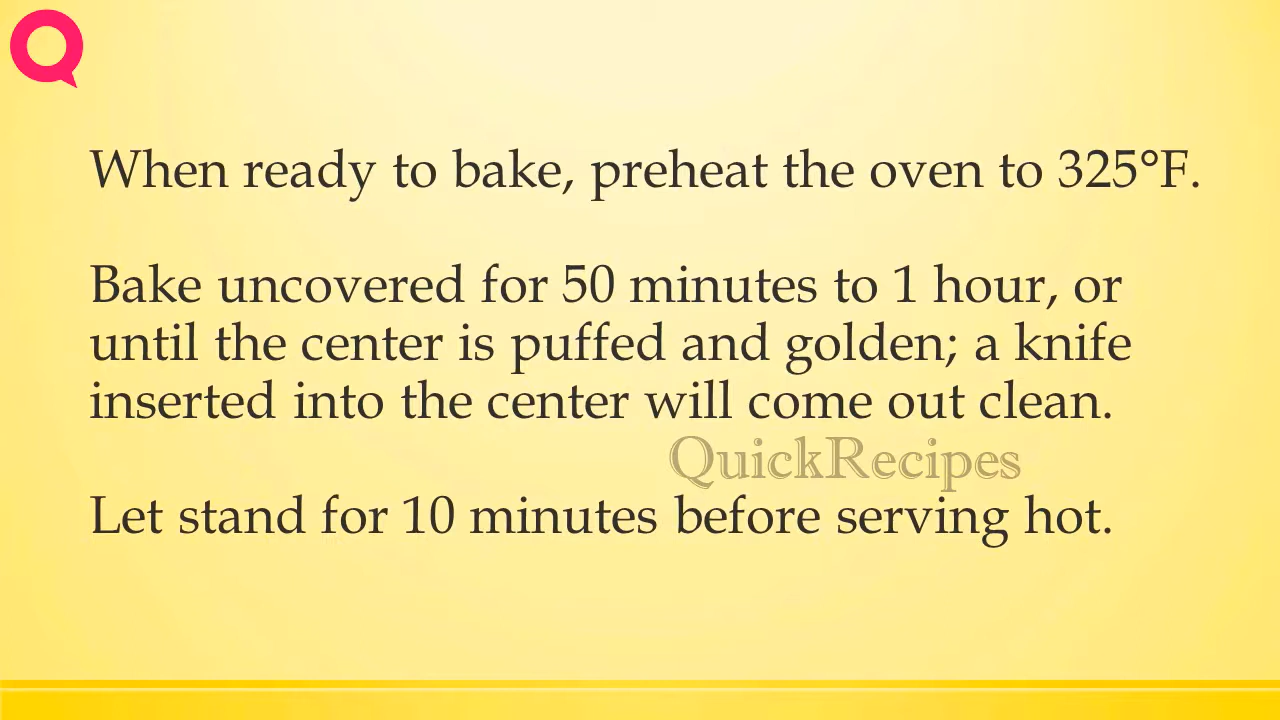 When ready to bake, preheat the oven to 325°F.
Bake uncovered for 50 minutes to 1 hour, or
until the center is puffed and golden; a knife
inserted into the center will come out clean.
QuickRecipes
Let stand for 10 minutes before serving hot.